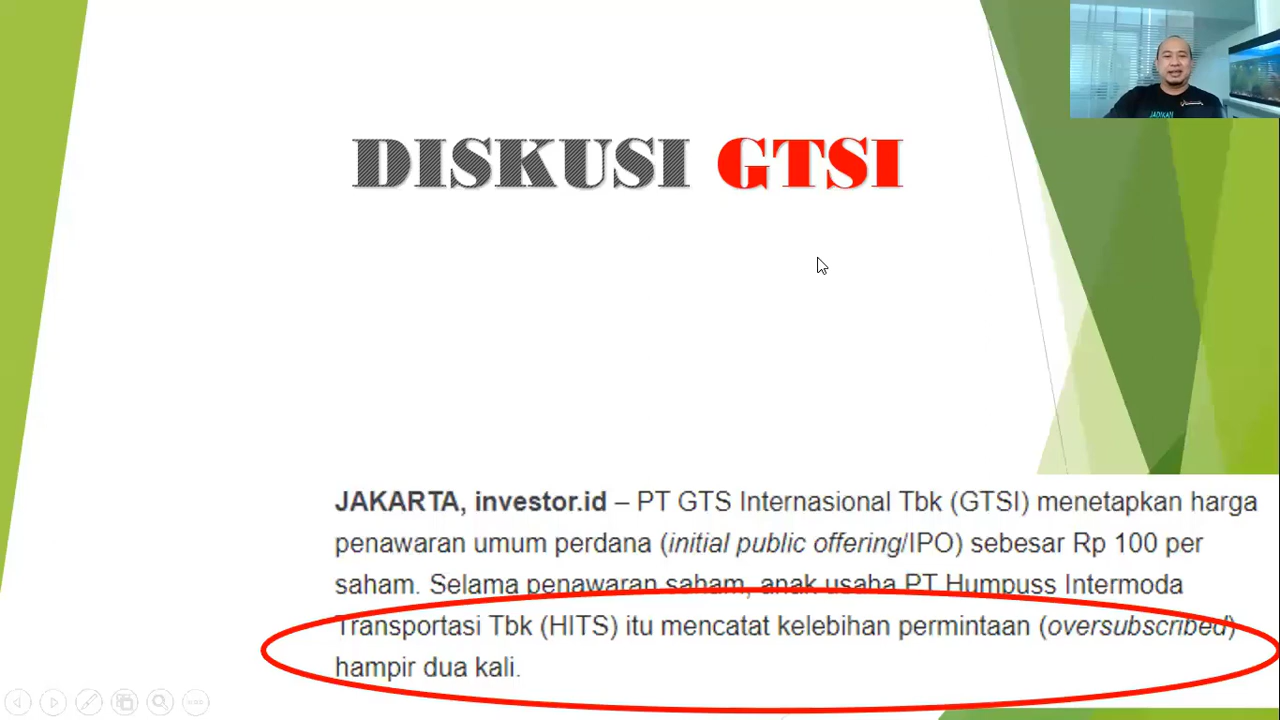 DISKUSI GTSI
JADIKAN
JAKARTA, investor.id – PT GTS Internasional Tbk (GTSI) menetapkan harga
penawaran umum perdana (initial public offering/IPO) sebesar Rp 100 per
saham. Selama penawaran saham, anak usaha PT Humpuss Intermoda
Transportasi Tbk (HITS) itu mencatat kelebihan permintaan (oversubscribed)
hampir dua kali.